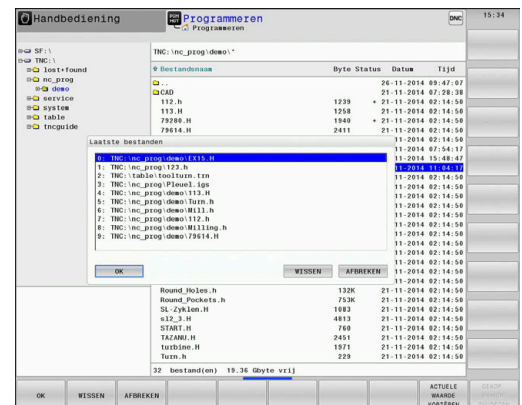 Handbediening
PGM MGT
Programmeren
Programmeren
DNC
15:34
SF:\
TNC:\
lost+found
nc_prog
demo
service
system
table
tncguide
TNC:\nc_prog\demo\*
Bestandsnaam Byte Status Datum Tijd
.. 26-11-2014 09:47:07
CAD 21-11-2014 07:28:38
112.h 1239 + 21-11-2014 02:14:50
113.H 1258 21-11-2014 02:14:50
79280.H 1940 + 21-11-2014 02:14:50
79614.H 2411 21-11-2014 02:14:50
11-2014 02:14:50
11-2014 07:54:17
11-2014 15:48:47
11-2014 11:04:17
11-2014 02:14:50
11-2014 02:14:50
11-2014 02:14:50
11-2014 02:14:50
11-2014 02:14:50
11-2014 02:14:50
11-2014 02:14:50
11-2014 02:14:50
11-2014 02:14:50
11-2014 02:14:50
Laatste bestanden
0: TNC:\nc_prog\demo\EX15.H
1: TNC:\nc_prog\123.h
2: TNC:\table\toolturn.trn
3: TNC:\nc_prog\demo\Pleuel.igs
4: TNC:\nc_prog\demo\113.H
5: TNC:\nc_prog\demo\Turn.h
6: TNC:\nc_prog\demo\Mill.h
7: TNC:\nc_prog\demo\112.h
8: TNC:\nc_prog\demo\Milling.h
9: TNC:\nc_prog\demo\79614.H
OK WISSEN AFBREKEN
Round_Holes.h 132K 21-11-2014 02:14:50
Round_Pockets.h 753K 21-11-2014 02:14:50
SL-Zyklen.H 1083 21-11-2014 02:14:50
sl2_3.H 4813 21-11-2014 02:14:50
START.H 760 21-11-2014 02:14:50
TAZANU.H 2451 21-11-2014 02:14:50
turbine.H 1971 21-11-2014 02:14:50
Turn.h 229 21-11-2014 02:14:50
32 bestand(en) 19.36 Gbyte vrij
OK WISSEN AFBREKEN
ACTUELE
WAARDE